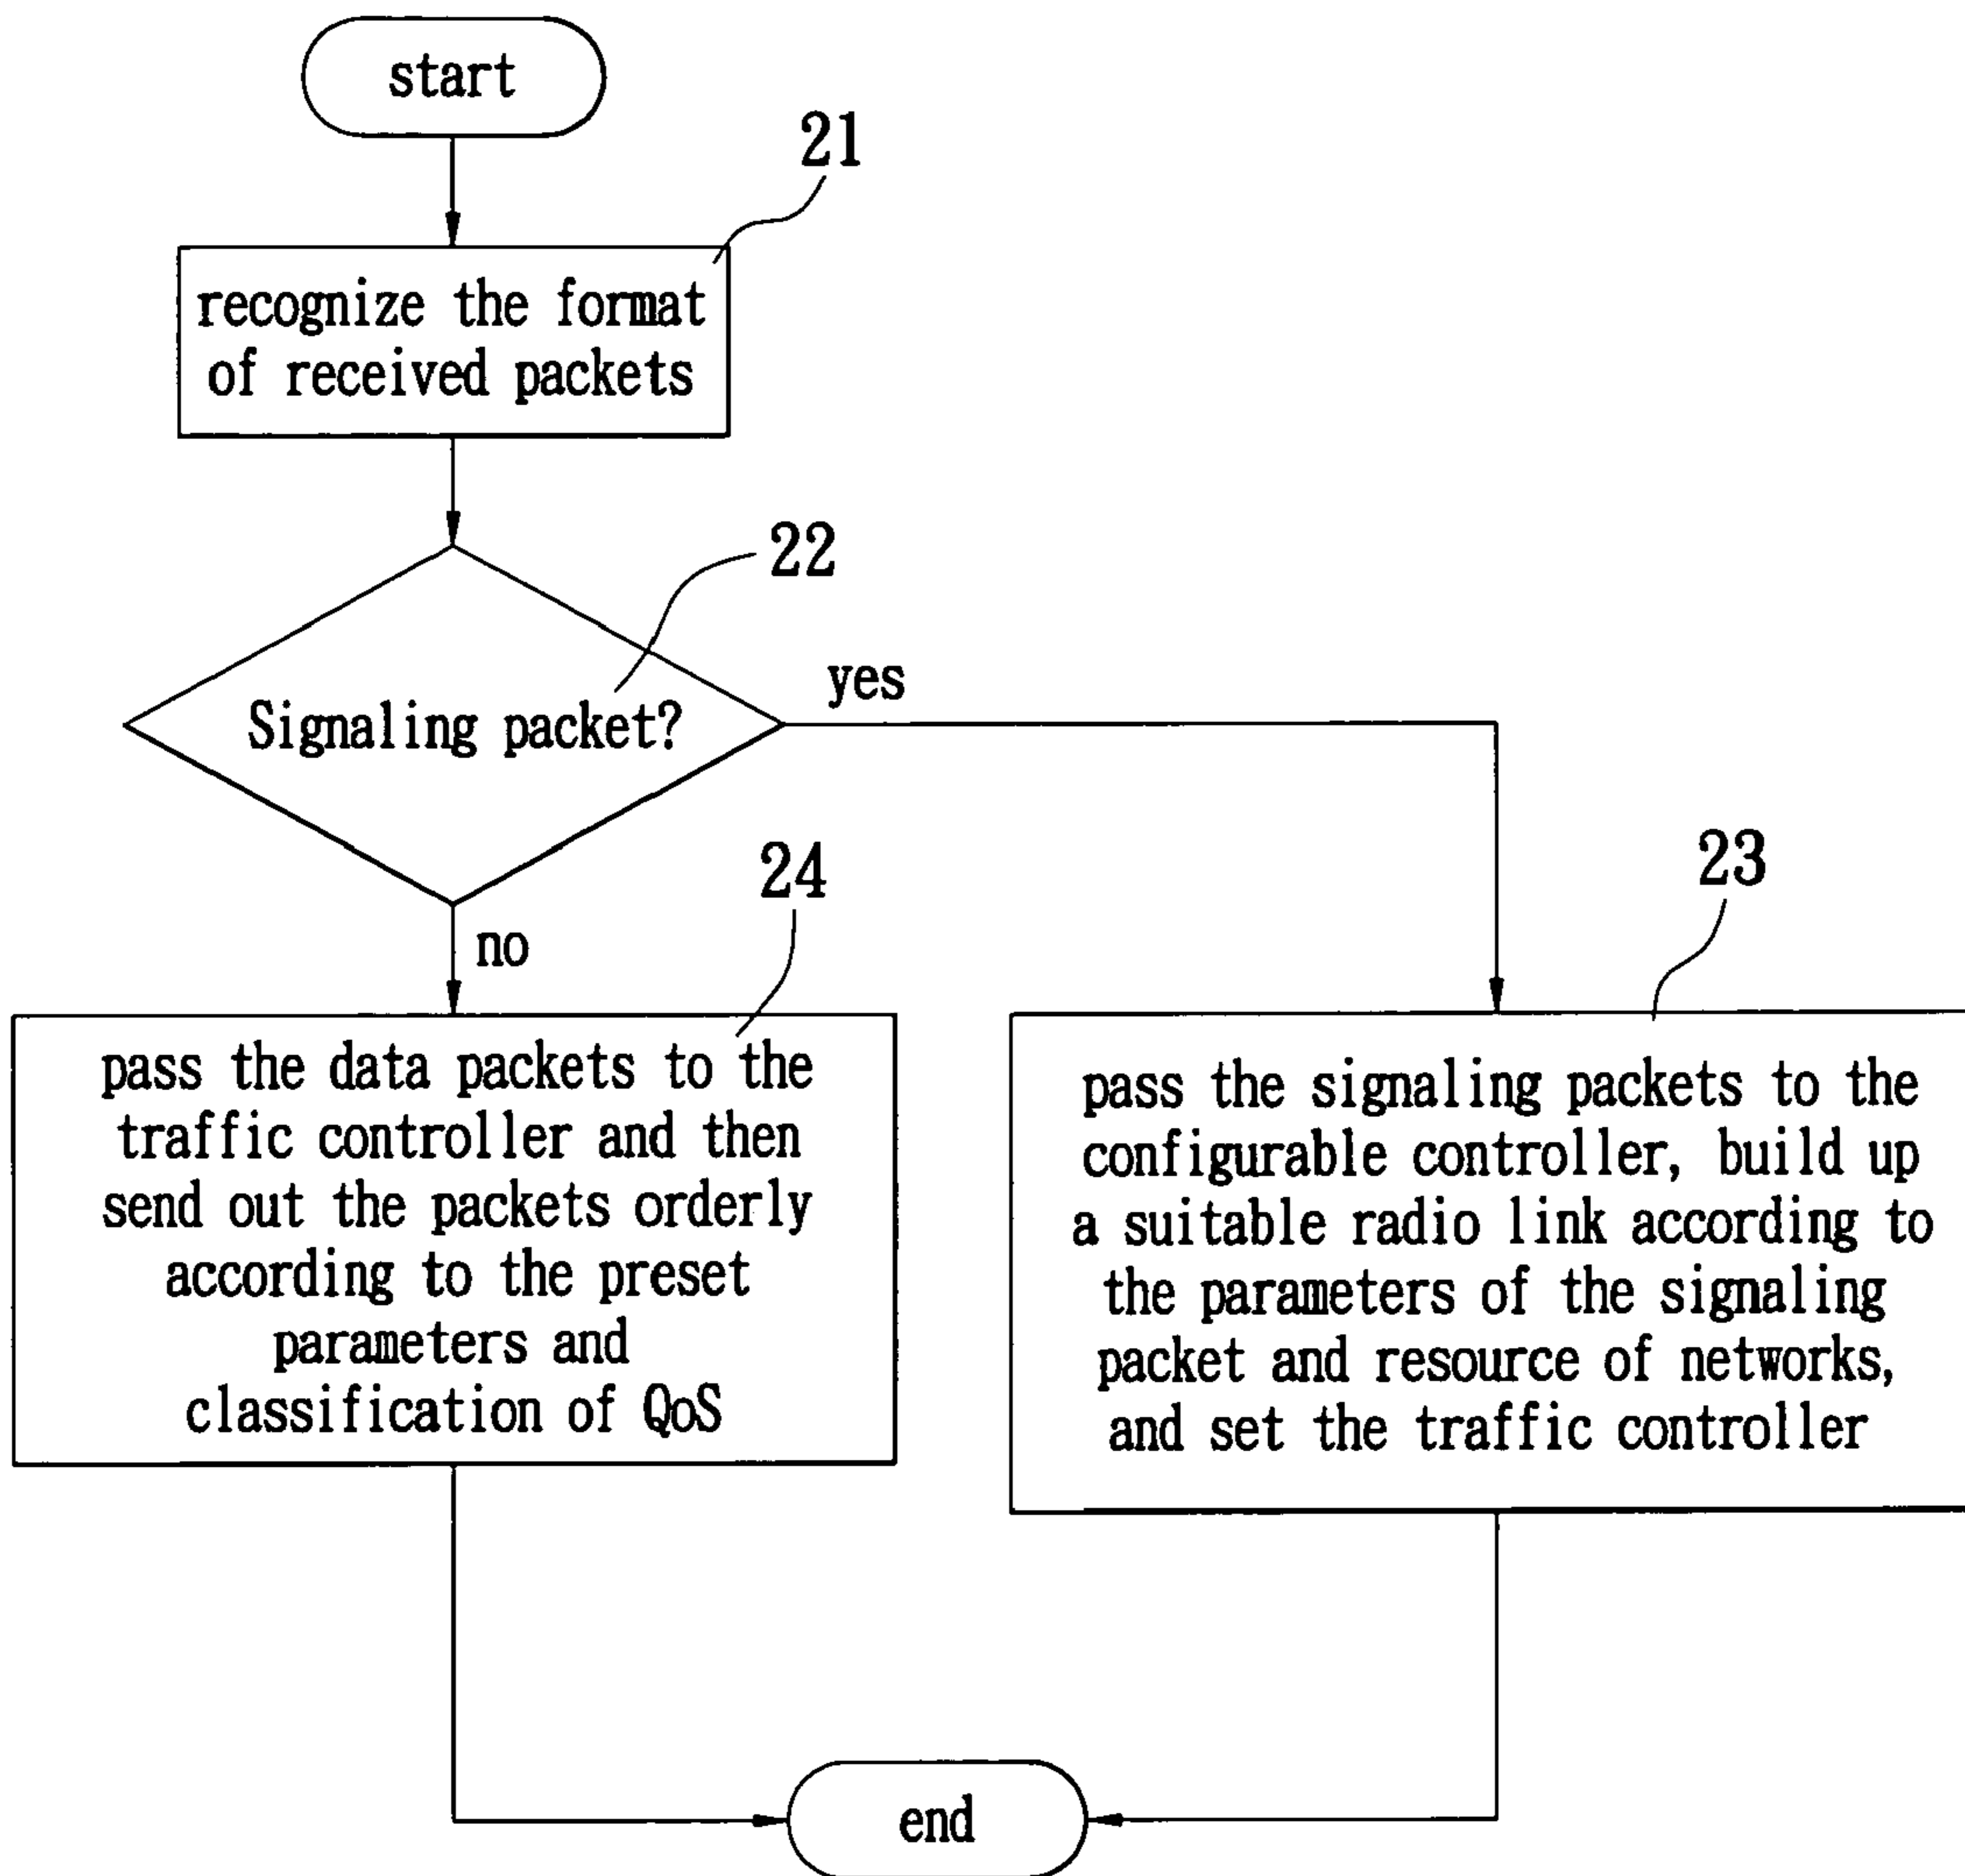 start
21
recognize the format
of received packets
22
Signaling packet?
yes
no
24
pass the data packets to the
traffic controller and then
send out the packets orderly
according to the preset
parameters and
classification of QoS
23
pass the signaling packets to the
configurable controller, build up
a suitable radio link according to
the parameters of the signaling
packet and resource of networks,
and set the traffic controller
end